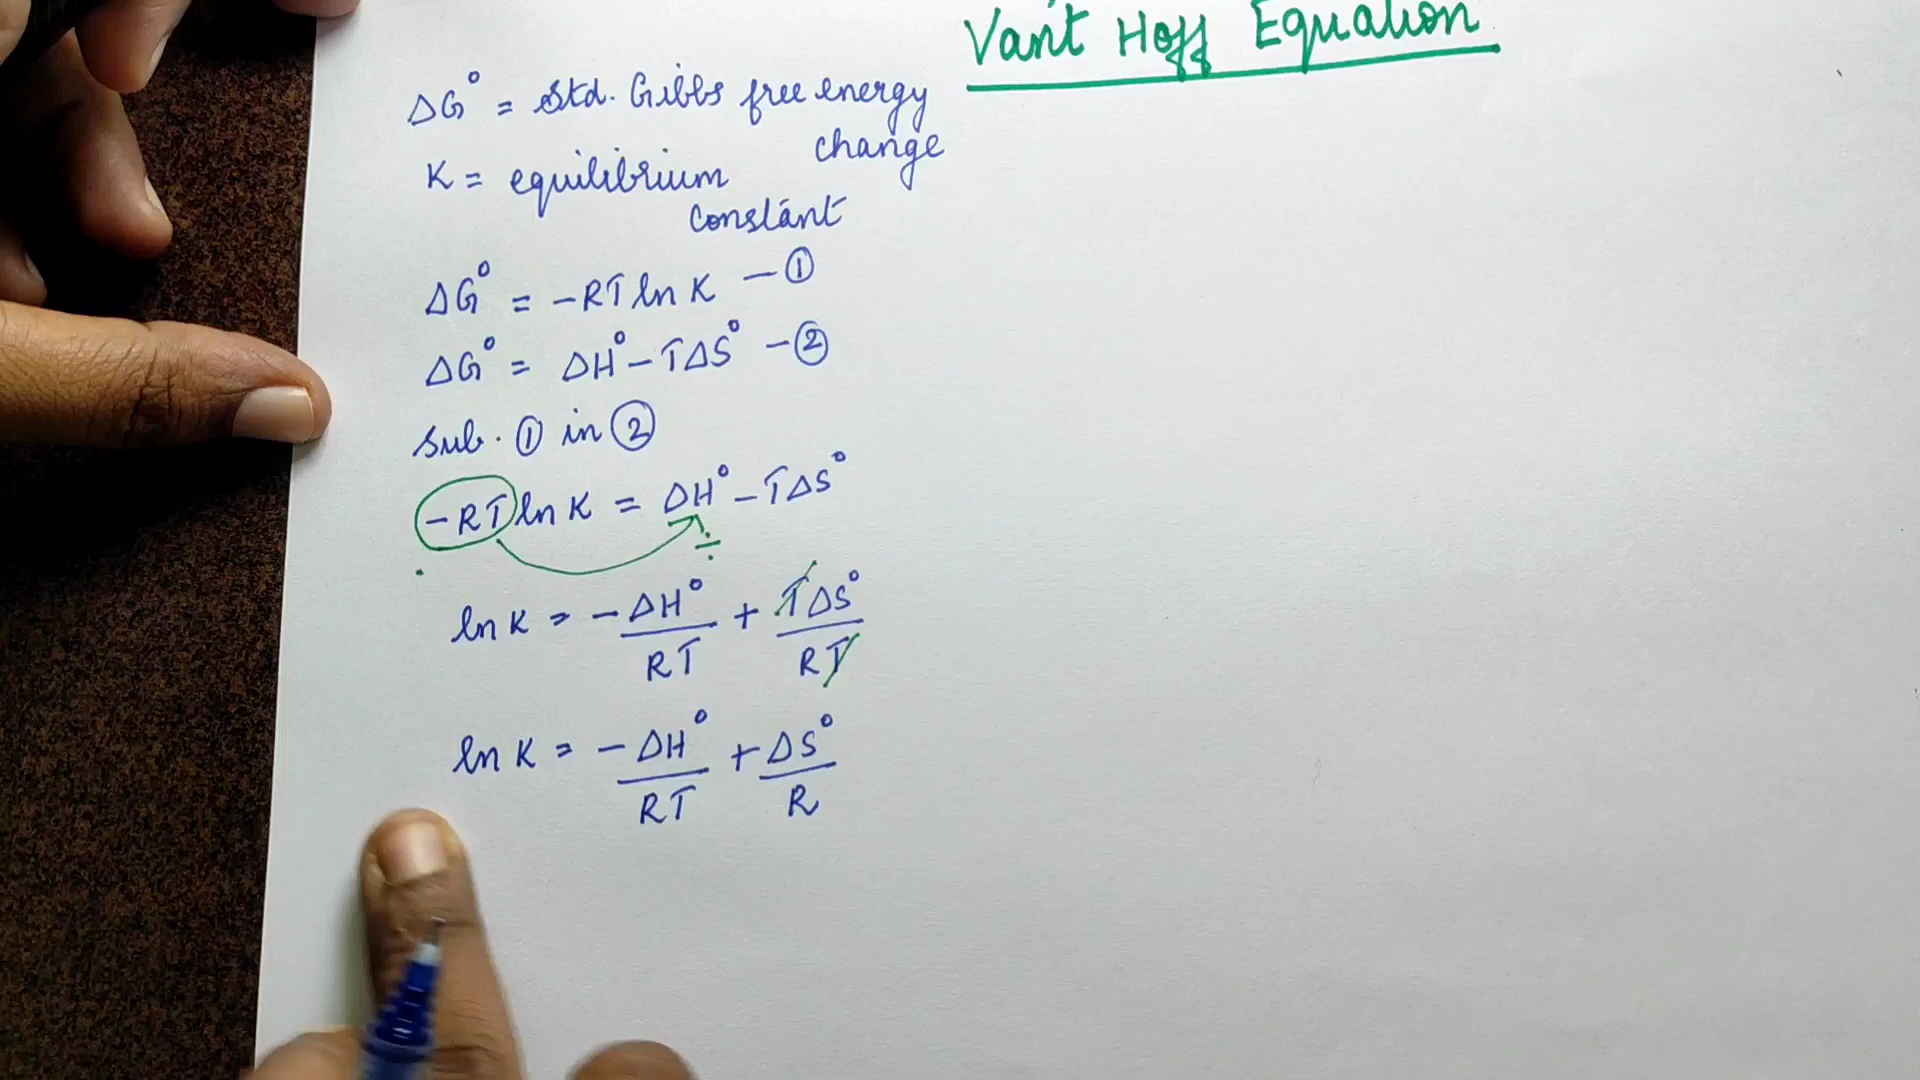 Van't Hoff Equation
ΔG° = Std. Gibbs free energy
change
K = equilibrium
constant
ΔG° = -RT ln K - ①
ΔG° = ΔH° - TΔS° - ②
Sub. ① in ②
-RT ln K = ΔH° - TΔS°
÷
ln K = -ΔH°/RT + TΔS°/RT
ln K = -ΔH°/RT + ΔS°/R